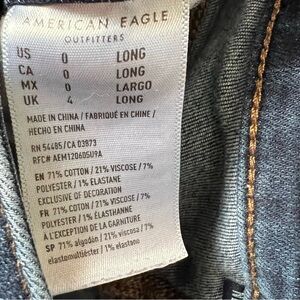 AMERICAN EAGLE
OUTFITTERS
US 0 LONG
CA 0 LONG
MX 0 LARGO
UK 4 LONG
MADE IN CHINA / FABRIQUÉ EN CHINE /
HECHO EN CHINA
RN 54485/CA 03873
RFC# AEM120605U9A
EN 71% COTTON / 21% VISCOSE / 7%
POLYESTER / 1% ELASTANE
EXCLUSIVE OF DECORATION
FR 71% COTON / 21% VISCOSE / 7%
POLYESTER / 1% ÉLASTHANNE
À L'EXCEPTION DE LA GARNITURE
SP 71% algodón / 21% viscosa / 7%
/ 1% elastano